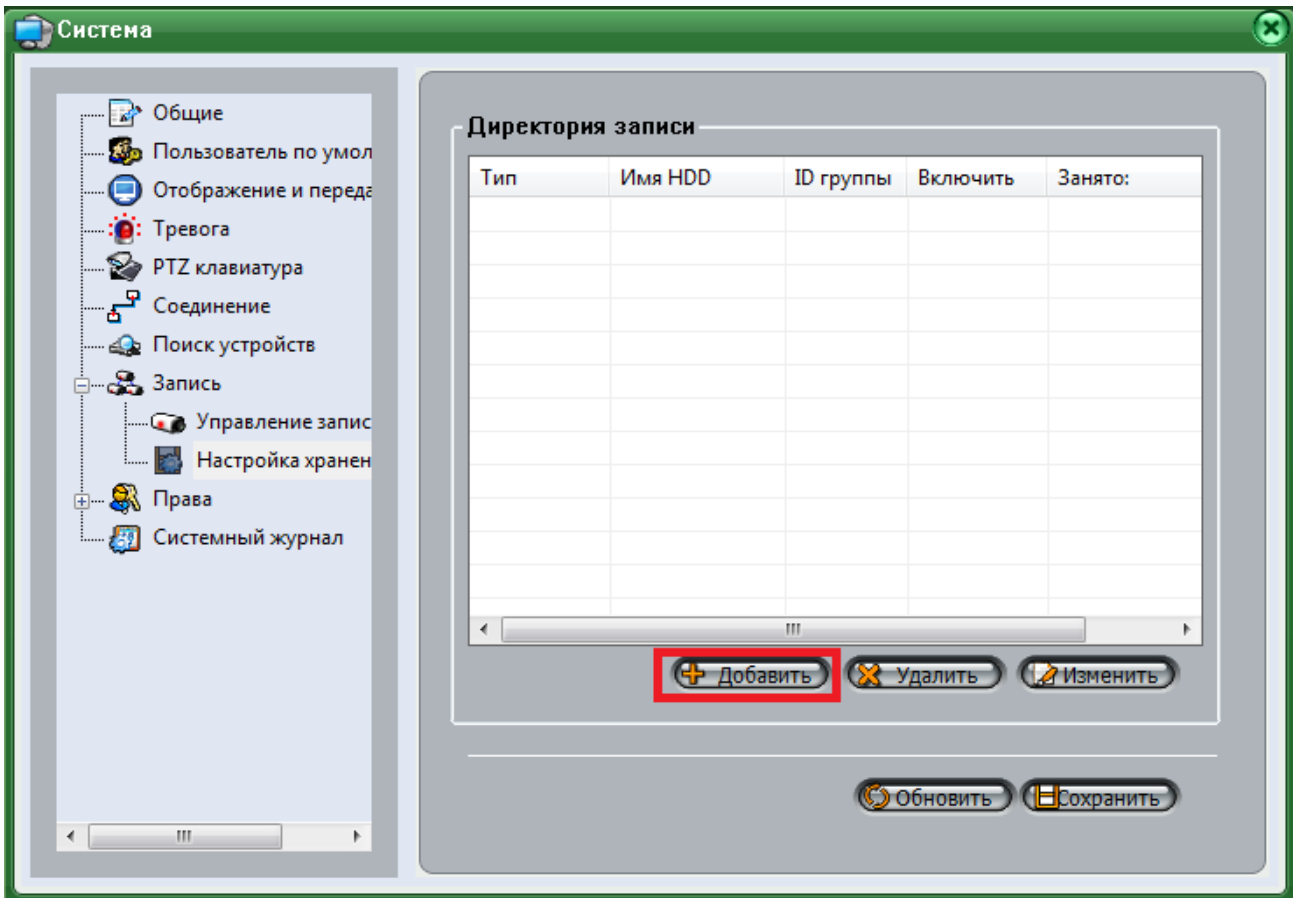 Система
Общие
Пользователь по умол
Отображение и переда
Тревога
PTZ клавиатура
Соединение
Поиск устройств
Запись
Управление запис
Настройка хранен
Права
Системный журнал
Директория записи
Тип Имя HDD ID группы Включить Занято:
Добавить Удалить Изменить
Обновить Сохранить